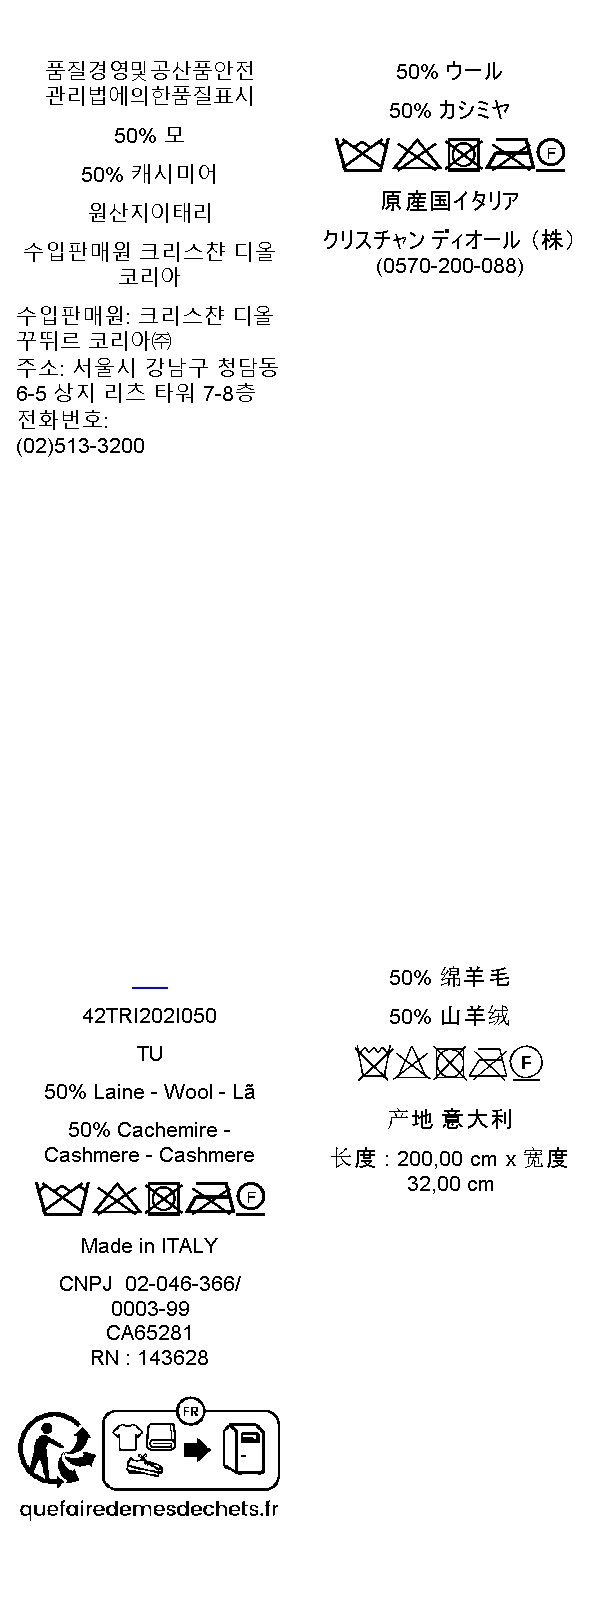 품질경영및공산품안전
관리법에의한품질표시
50% 모
50% 캐시미어
원산지이태리
수입판매원 크리스챤 디올
코리아
수입판매원: 크리스챤 디올
꾸뛰르 코리아㈜
주소: 서울시 강남구 청담동
6-5 상지 리츠 타워 7-8층
전화번호:
(02)513-3200
50% ウール
50% カシミヤ
F
原産国イタリア
クリスチャン ディオール（株）
(0570-200-088)
42TRI202I050
TU
50% Laine - Wool - Lã
50% Cachemire -
Cashmere - Cashmere
F
Made in ITALY
CNPJ  02-046-366/
0003-99
CA65281
RN : 143628
FR
quefairedemesdechets.fr
50% 绵羊毛
50% 山羊绒
F
产地 意大利
长度 : 200,00 cm x 宽度
32,00 cm